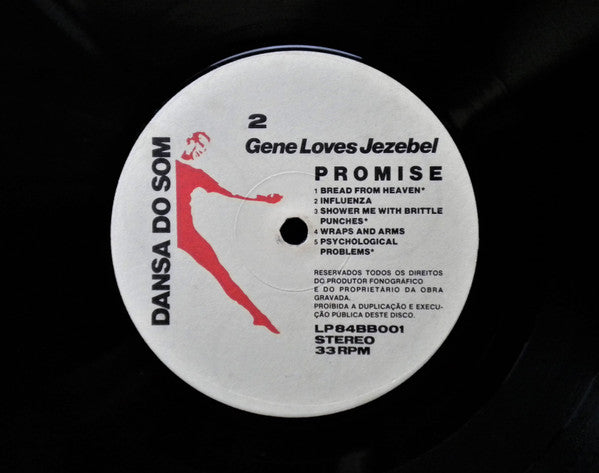 DANSA DO SOM
2
Gene Loves Jezebel
PROMISE
1 BREAD FROM HEAVEN*
2 INFLUENZA
3 SHOWER ME WITH BRITTLE
PUNCHES*
4 WRAPS AND ARMS
5 PSYCHOLOGICAL
PROBLEMS*
RESERVADOS TODOS OS DIREITOS
DO PRODUTOR FONOGRÁFICO
E DO PROPRIETÁRIO DA OBRA
GRAVADA.
PROIBIDA A DUPLICAÇÃO E EXECU-
ÇÃO PÚBLICA DESTE DISCO.
LP84BB001
STEREO
33 RPM